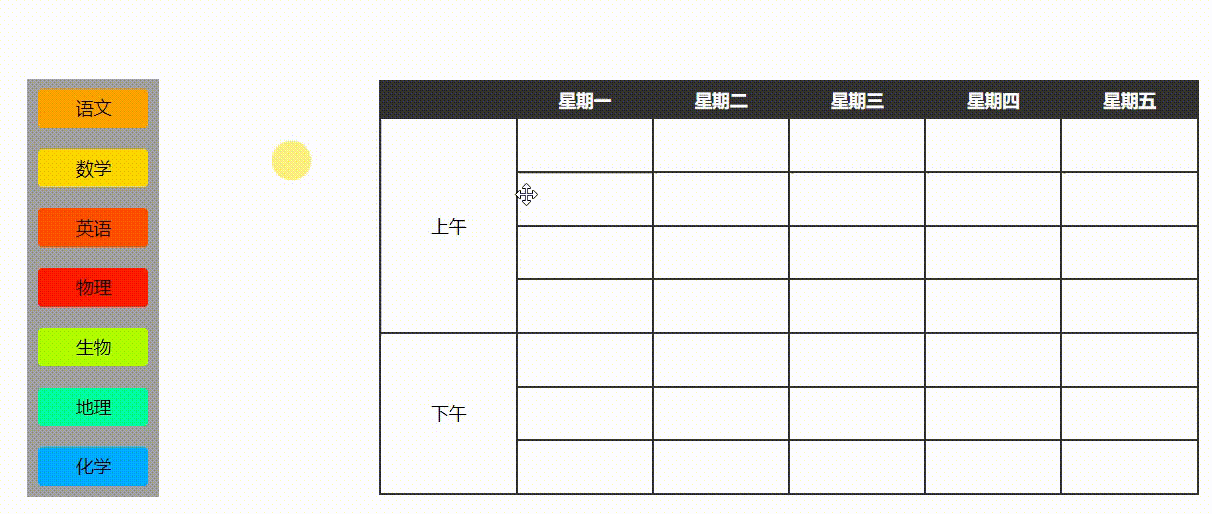 语文
数学
英语
物理
生物
地理
化学
星期一 星期二 星期三 星期四 星期五
上午
下午